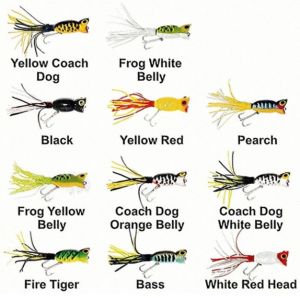 Yellow Coach
Dog
Frog White
Belly
Black
Yellow Red
Pearch
Frog Yellow
Belly
Coach Dog
Orange Belly
Coach Dog
White Belly
Fire Tiger
Bass
White Red Head